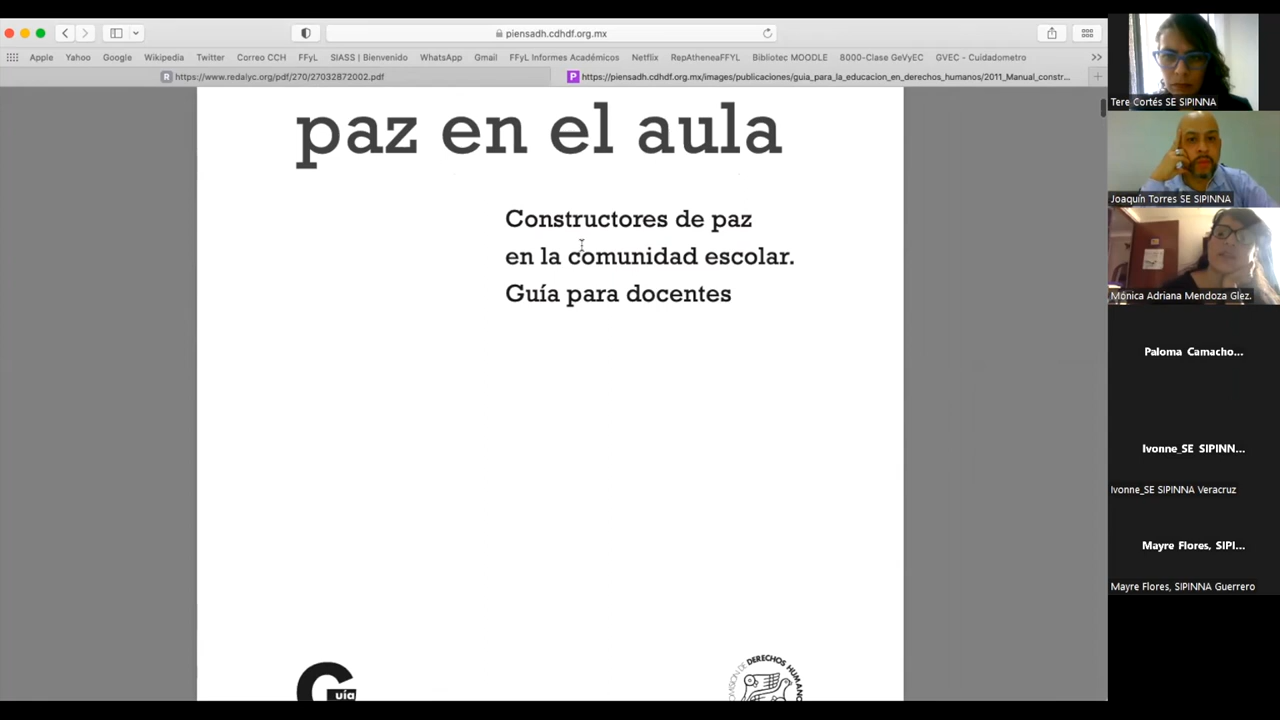 piensadh.cdhdf.org.mx
Apple Yahoo Google Wikipedia Twitter Correo CCH FFyL SIASS | Bienvenido WhatsApp Gmail FFyL Informes Académicos Netflix RepAtheneaFFYL Bibliotec MOODLE 8000-Clase GeVyEC GVEC - Cuidadometro
R https://www.redalyc.org/pdf/270/27032872002.pdf
P https://piensadh.cdhdf.org.mx/images/publicaciones/guia_para_la_educacion_en_derechos_humanos/2011_Manual_constr...
paz en el aula
Constructores de paz
en la comunidad escolar.
Guía para docentes
Guía
DERECHOS HUMANO
Tere Cortés SE SIPINNA
Joaquín Torres SE SIPINNA
Mónica Adriana Mendoza Glez.
Paloma Camacho...
Ivonne_SE SIPINN...
Ivonne_SE SIPINNA Veracruz
Mayre Flores, SIPI...
Mayre Flores, SIPINNA Guerrero